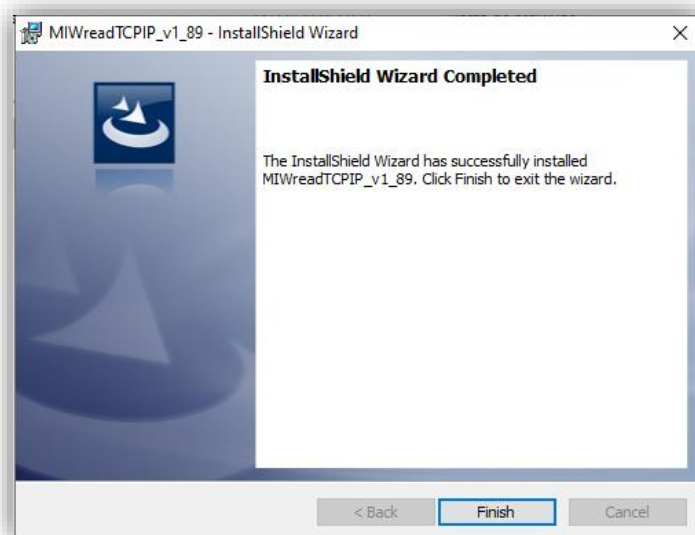 MIWreadTCPIP_v1_89 - InstallShield Wizard
InstallShield Wizard Completed
The InstallShield Wizard has successfully installed
MIWreadTCPIP_v1_89. Click Finish to exit the wizard.
< Back
Finish
Cancel